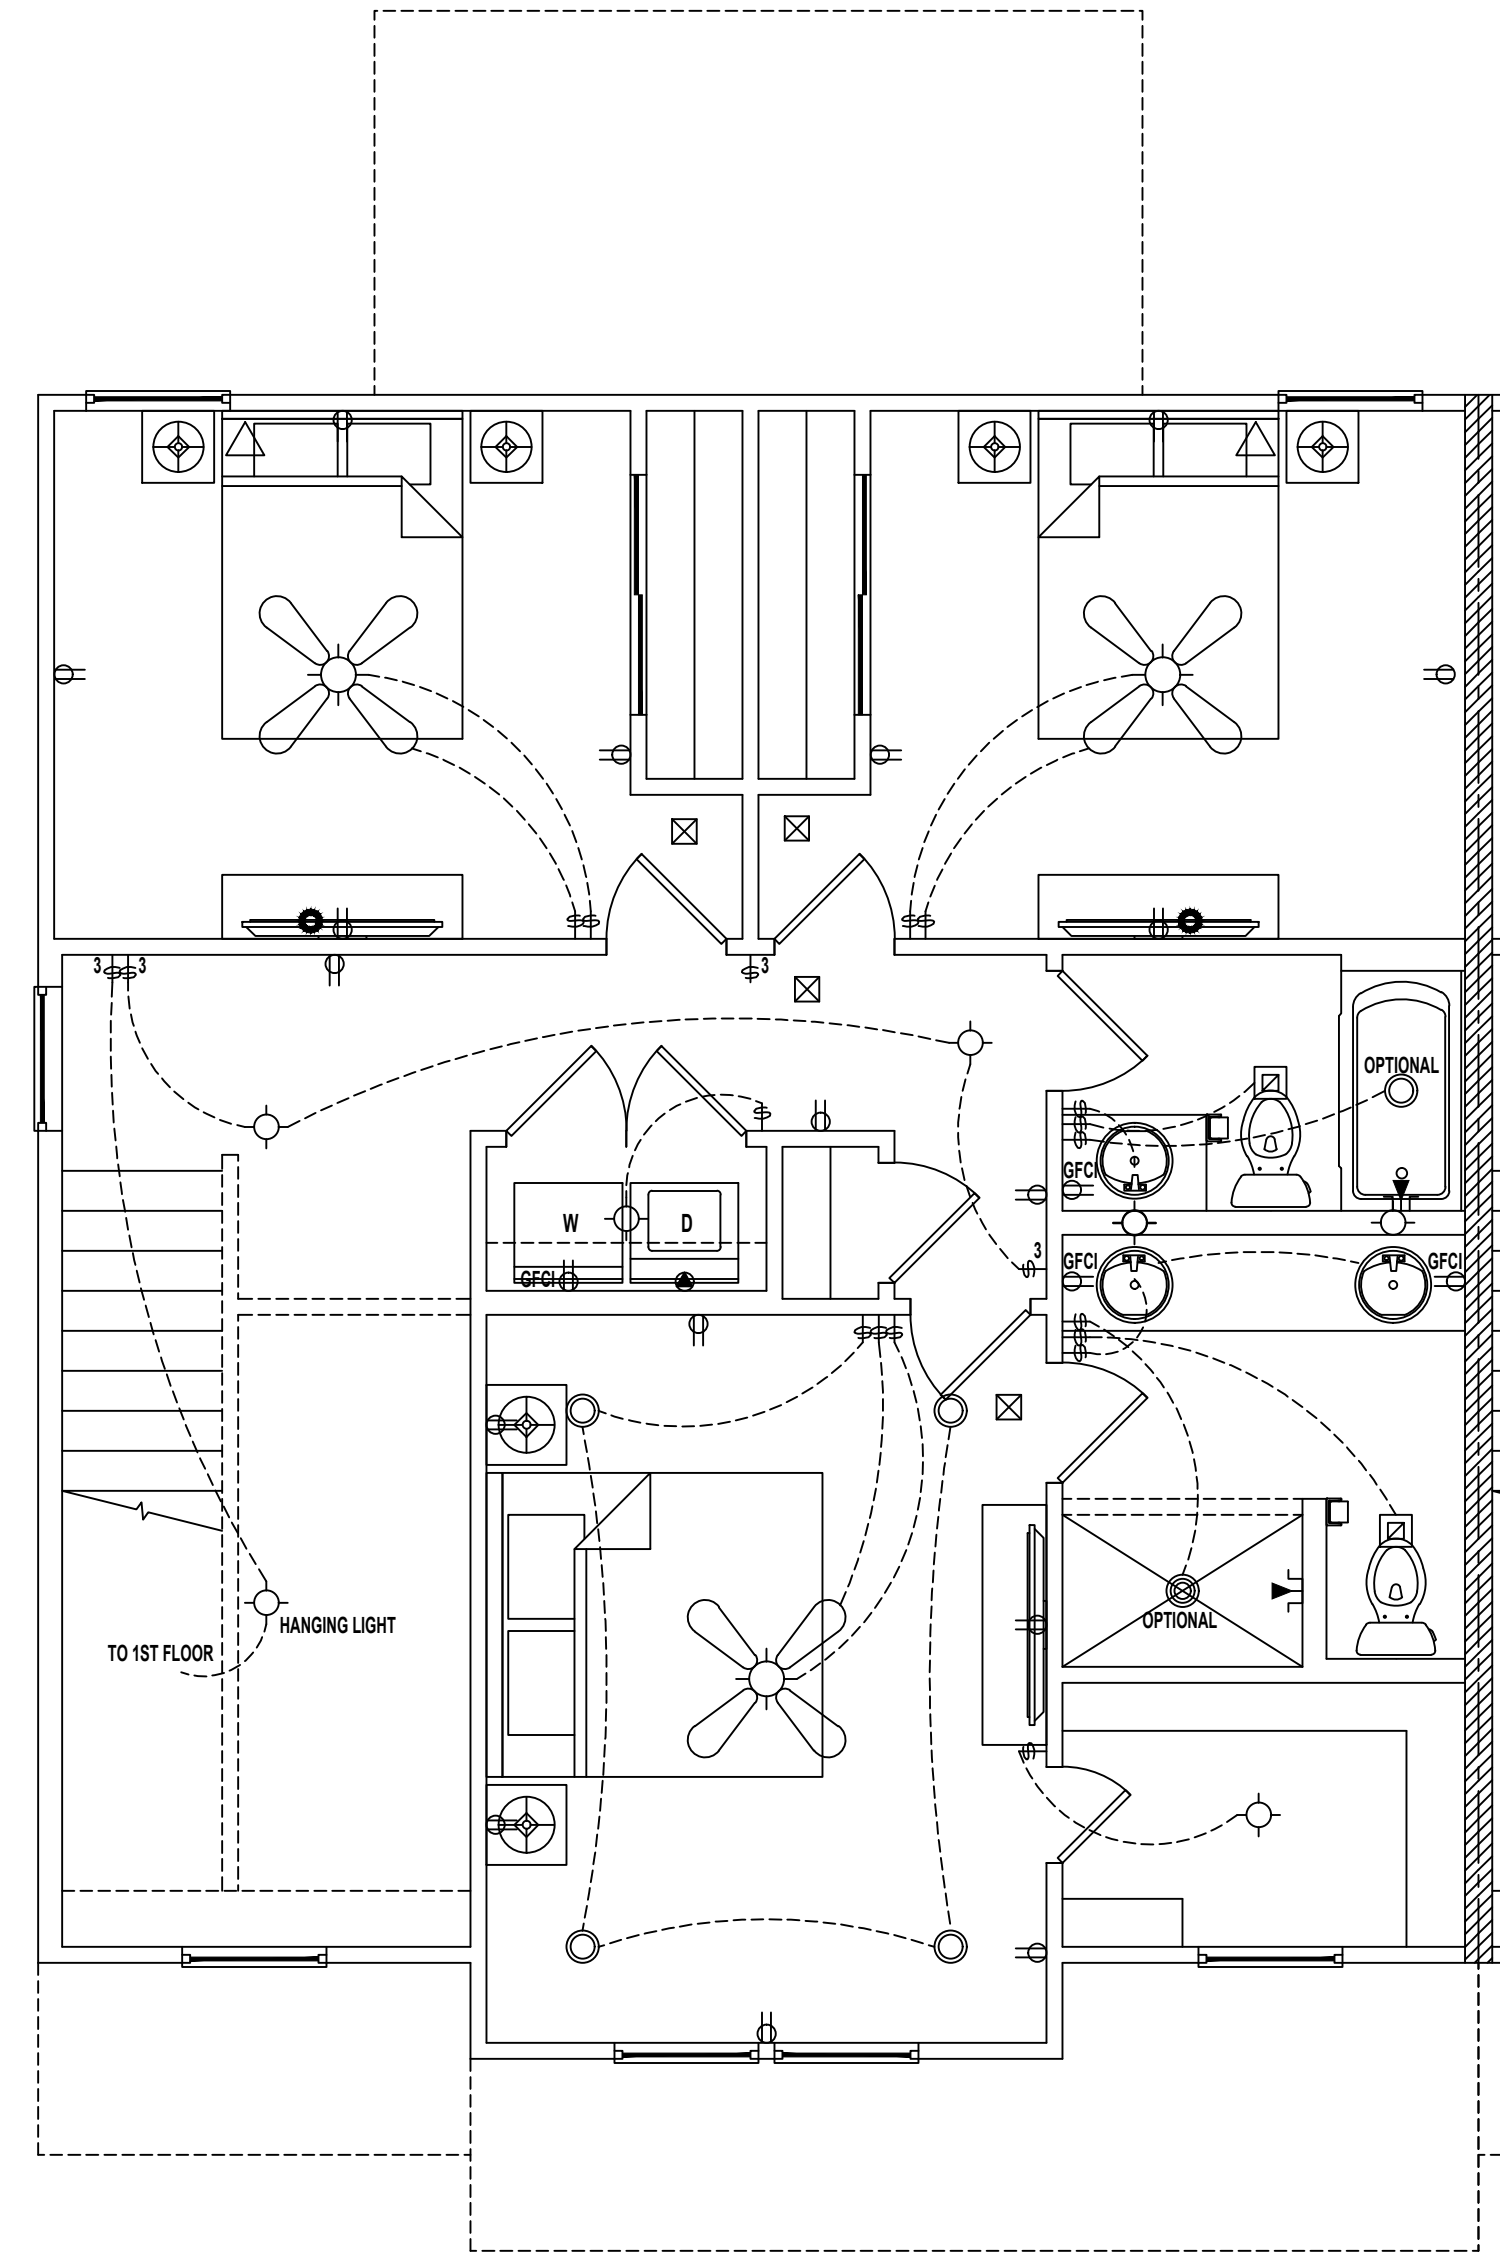 3
3
3
OPTIONAL
GFCI
W
D
GFCI
3
GFCI
GFCI
OPTIONAL
HANGING LIGHT
TO 1ST FLOOR